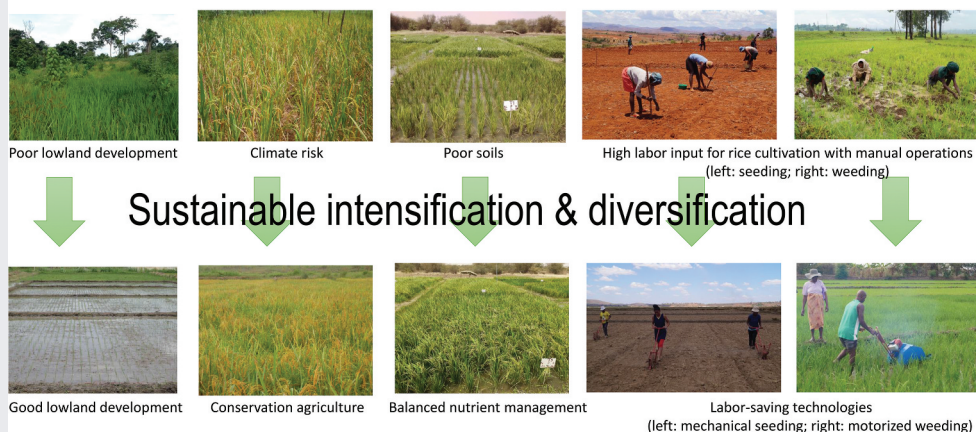 Poor lowland development
Climate risk
Poor soils
High labor input for rice cultivation with manual operations
(left: seeding; right: weeding)
Sustainable intensification & diversification
Good lowland development
Conservation agriculture
Balanced nutrient management
Labor-saving technologies
(left: mechanical seeding; right: motorized weeding)